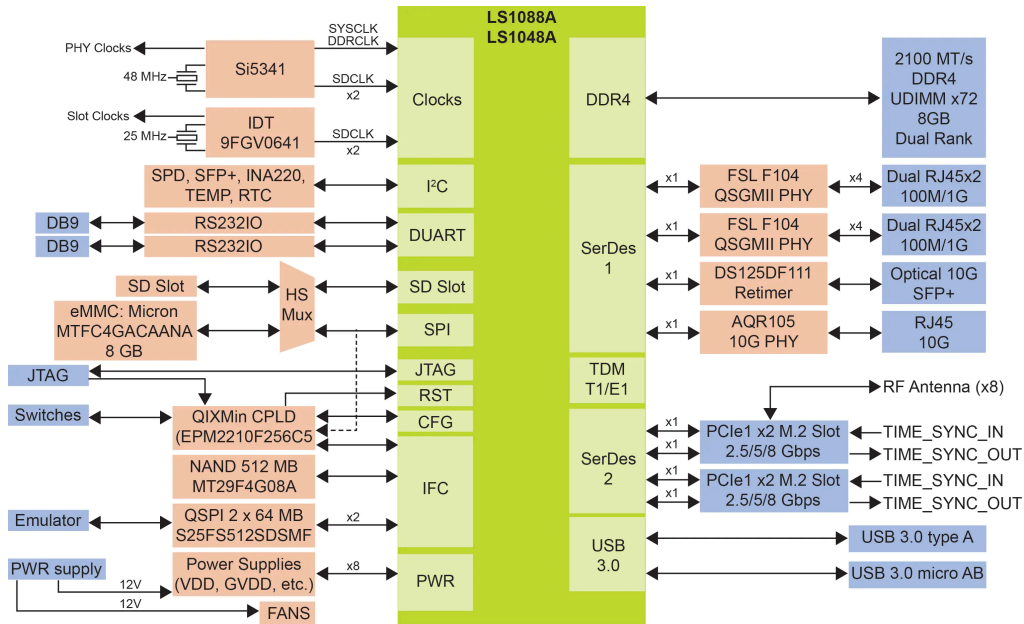 LS1088A
LS1048A
PHY Clocks
48 MHz
Si5341
SYSCLK
DDRCLK
SDCLK
x2
Slot Clocks
25 MHz
IDT
9FGV0641
SDCLK
x2
Clocks
SPD, SFP+, INA220,
TEMP, RTC
I²C
DB9
RS232IO
DB9
RS232IO
DUART
SD Slot
eMMC: Micron
MTFC4GACAANA
8 GB
HS
Mux
SD Slot
SPI
JTAG
JTAG
RST
Switches
QIXMin CPLD
(EPM2210F256C5
CFG
NAND 512 MB
MT29F4G08A
IFC
Emulator
QSPI 2 x 64 MB
S25FS512SDSMF
x2
PWR supply
12V
12V
Power Supplies
(VDD, GVDD, etc.)
x8
PWR
FANS
DDR4
2100 MT/s
DDR4
UDIMM x72
8GB
Dual Rank
SerDes
1
x1
FSL F104
QSGMII PHY
x4
Dual RJ45x2
100M/1G
x1
FSL F104
QSGMII PHY
x4
Dual RJ45x2
100M/1G
x1
DS125DF111
Retimer
Optical 10G
SFP+
x1
AQR105
10G PHY
RJ45
10G
TDM
T1/E1
RF Antenna (x8)
SerDes
2
x1
x1
PCIe1 x2 M.2 Slot
2.5/5/8 Gbps
TIME_SYNC_IN
TIME_SYNC_OUT
x1
x1
PCIe1 x2 M.2 Slot
2.5/5/8 Gbps
TIME_SYNC_IN
TIME_SYNC_OUT
USB
3.0
USB 3.0 type A
USB 3.0 micro AB